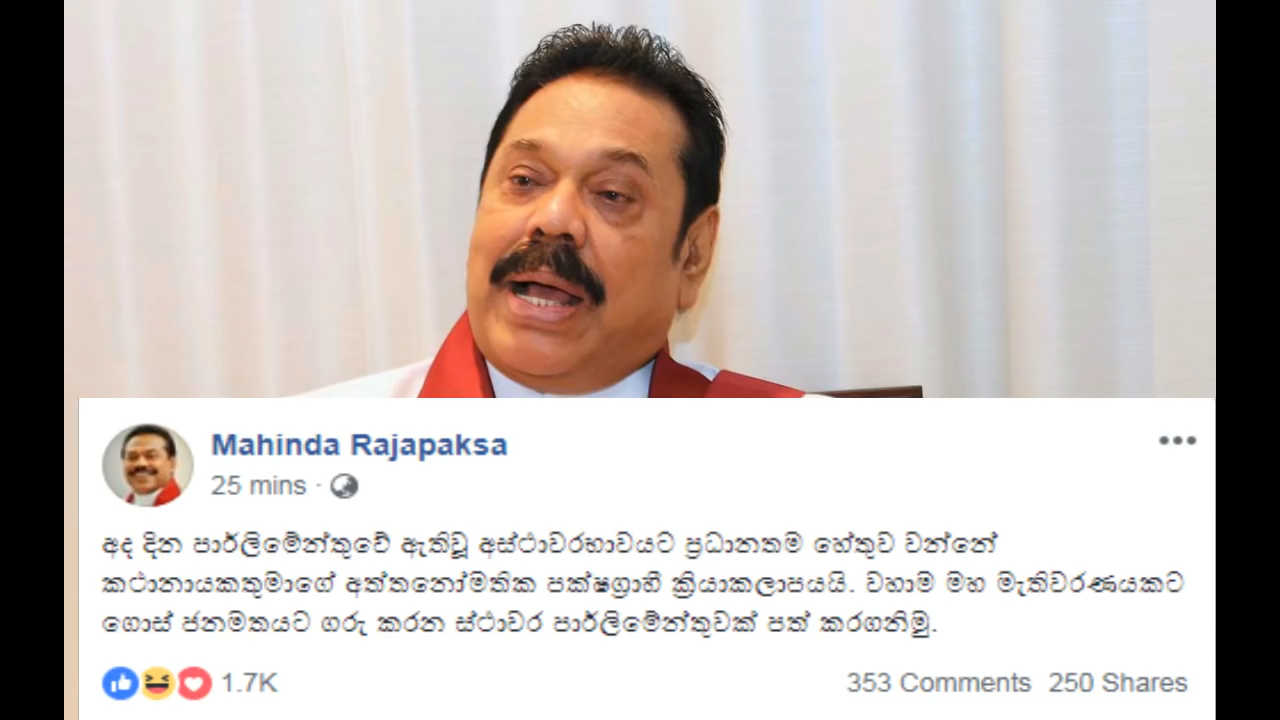 Mahinda Rajapaksa
25 mins ·
අද දින පාර්ලිමේන්තුවේ ඇතිවූ අස්ථාවරභාවයට ප්‍රධානතම හේතුව වන්නේ
කථානායකතුමාගේ අත්තනෝමතික පක්ෂග්‍රාහී ක්‍රියාකලාපයයි. වහාම මහ මැතිවරණයකට
ගොස් ජනමතයට ගරු කරන ස්ථාවර පාර්ලිමේන්තුවක් පත් කරගනිමු.
1.7K 353 Comments 250 Shares